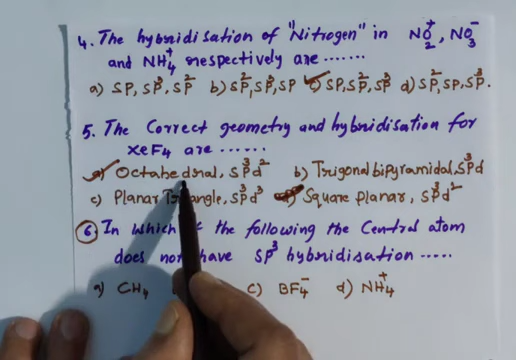 4. The hybridisation of "Nitrogen" in NO2+, NO3-
and NH4+ respectively are .......
a) SP, SP3, SP2 b) SP2, SP3, SP c) SP, SP2, SP3 d) SP2, SP, SP3.
5. The Correct geometry and hybridisation for
XeF4 are ......
a) Octahedral, SP3d2 b) Trigonal bipyramidal, SP3d
c) Planar Triangle, SP3d3 d) Square planar, SP3d2
6) In which the following the Central atom
does not have SP3 hybridisation .....
a) CH4 c) BF4- d) NH4+